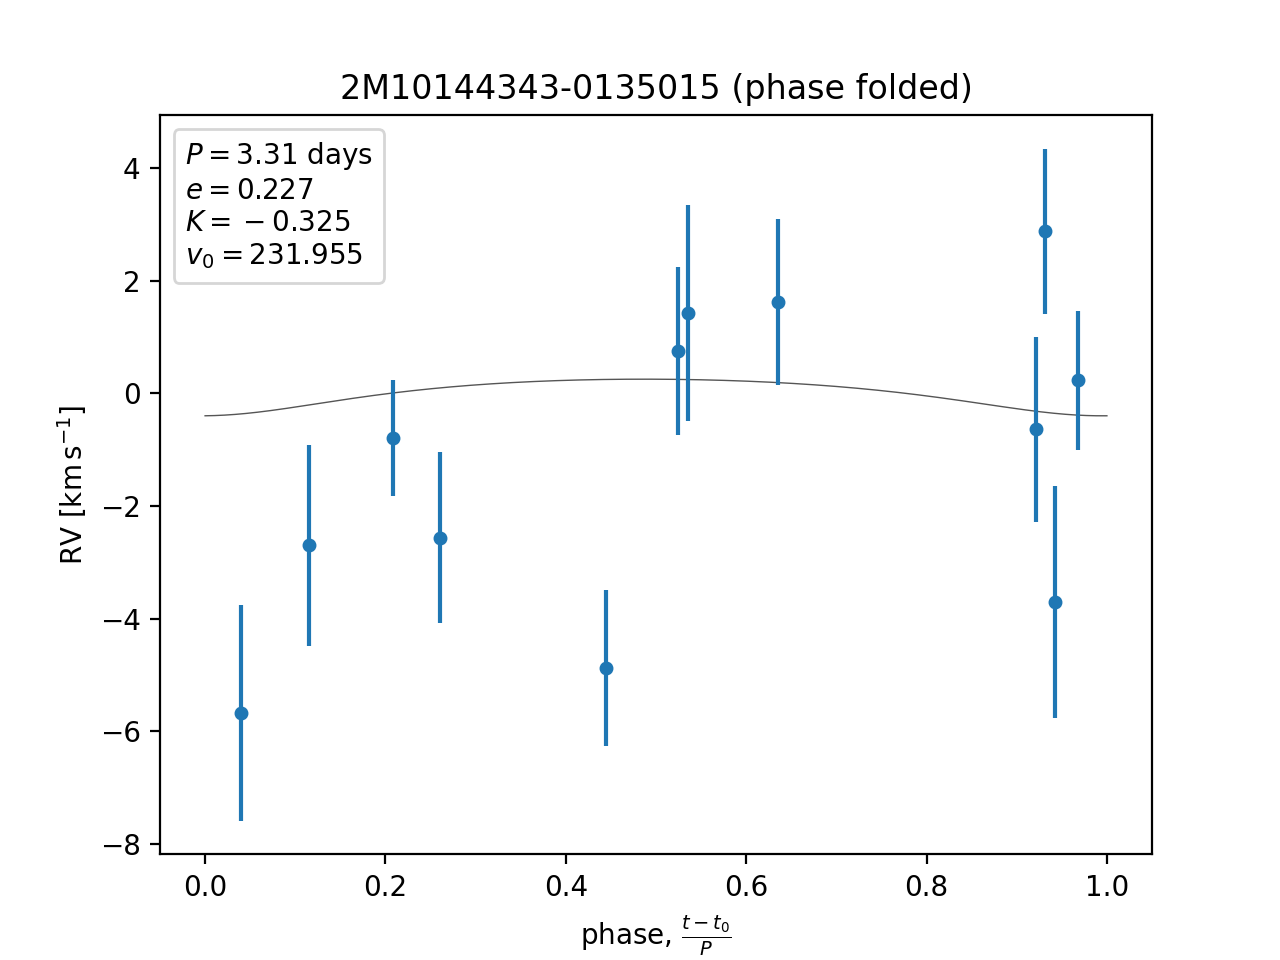 2M10144343-0135015 (phase folded)
P = 3.31 days
e = 0.227
K = −0.325
v₀ = 231.955
4
2
0
−2
−4
−6
−8
RV [km s⁻¹]
0.0 0.2 0.4 0.6 0.8 1.0
phase, (t − t₀)/P